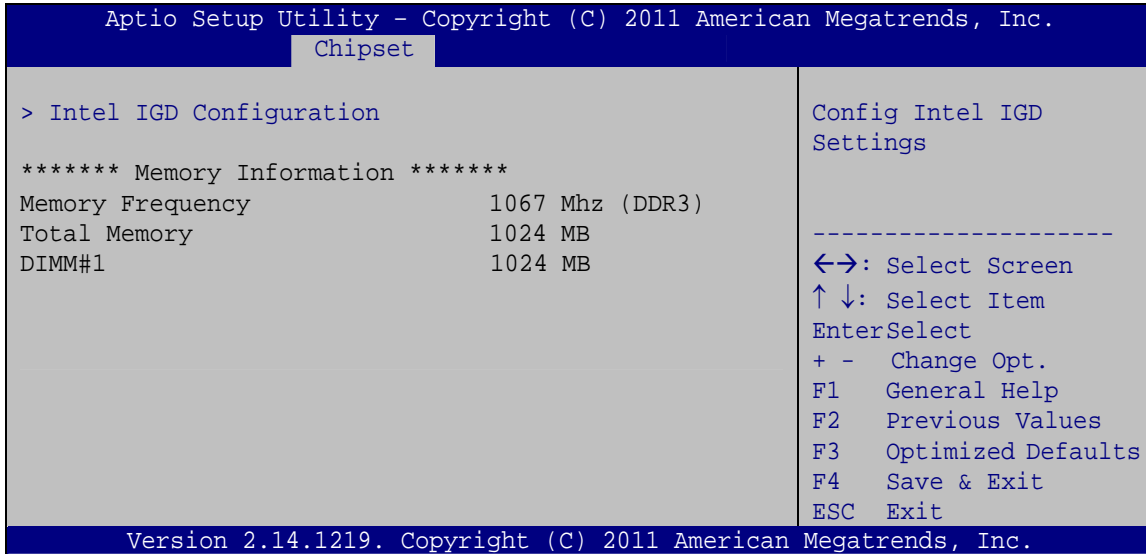 Aptio Setup Utility – Copyright (C) 2011 American Megatrends, Inc.
Chipset
> Intel IGD Configuration
******* Memory Information *******
Memory Frequency 1067 Mhz (DDR3)
Total Memory 1024 MB
DIMM#1 1024 MB
Config Intel IGD
Settings
---------------------
←→: Select Screen
↑ ↓: Select Item
EnterSelect
+ - Change Opt.
F1 General Help
F2 Previous Values
F3 Optimized Defaults
F4 Save & Exit
ESC Exit
Version 2.14.1219. Copyright (C) 2011 American Megatrends, Inc.